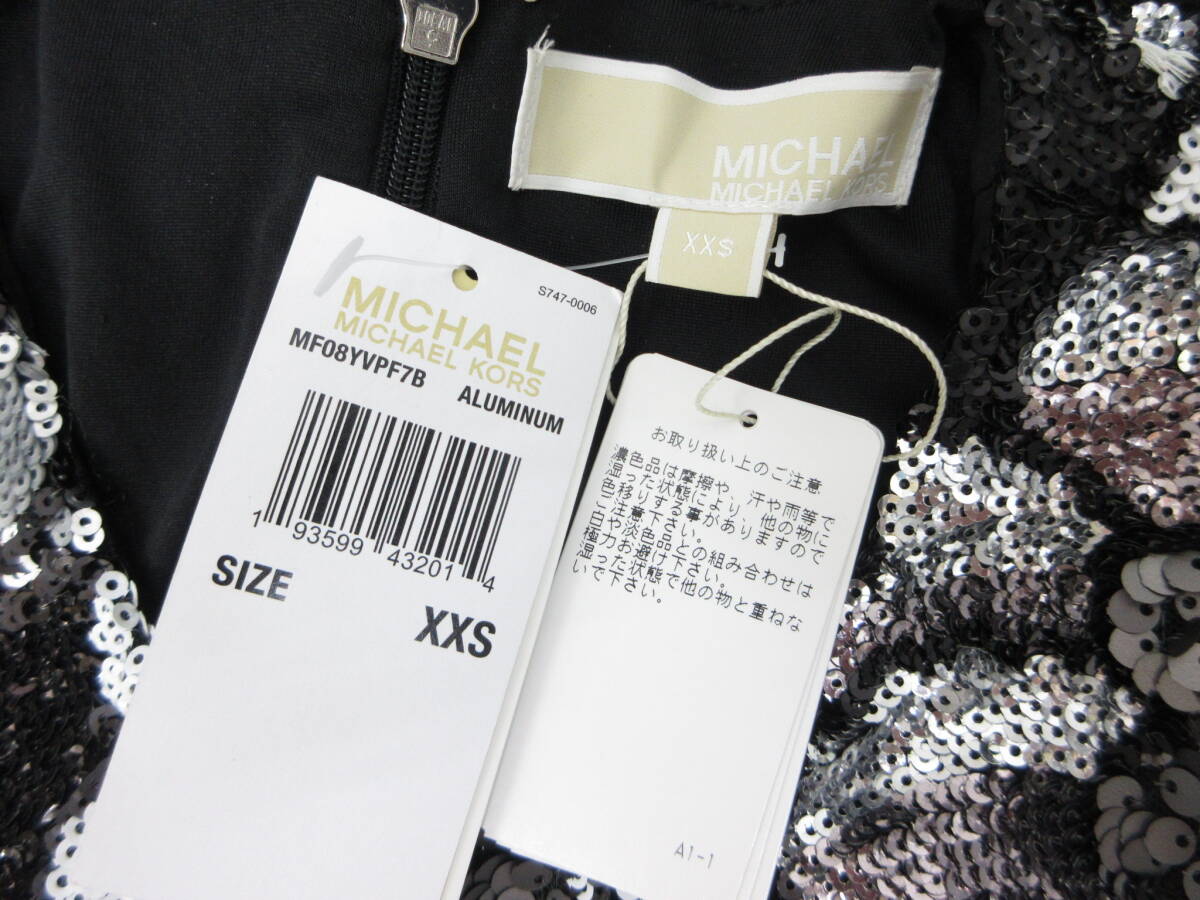 IDEAL
MICHAEL
MICHAEL KORS
XXS
S747-0006
MICHAEL
MICHAEL KORS
MF08YVPF7B ALUMINUM
1 93599 43201 4
SIZE XXS
お取り扱い上のご注意
濃色品は摩擦や、汗や雨等で
湿った状態により、他の物に
色移りする事がありますので
ご注意下さい。
白や淡色品との組み合わせは
極力お避け下さい。
湿った状態で他の物と重ねな
いで下さい。
A1-1